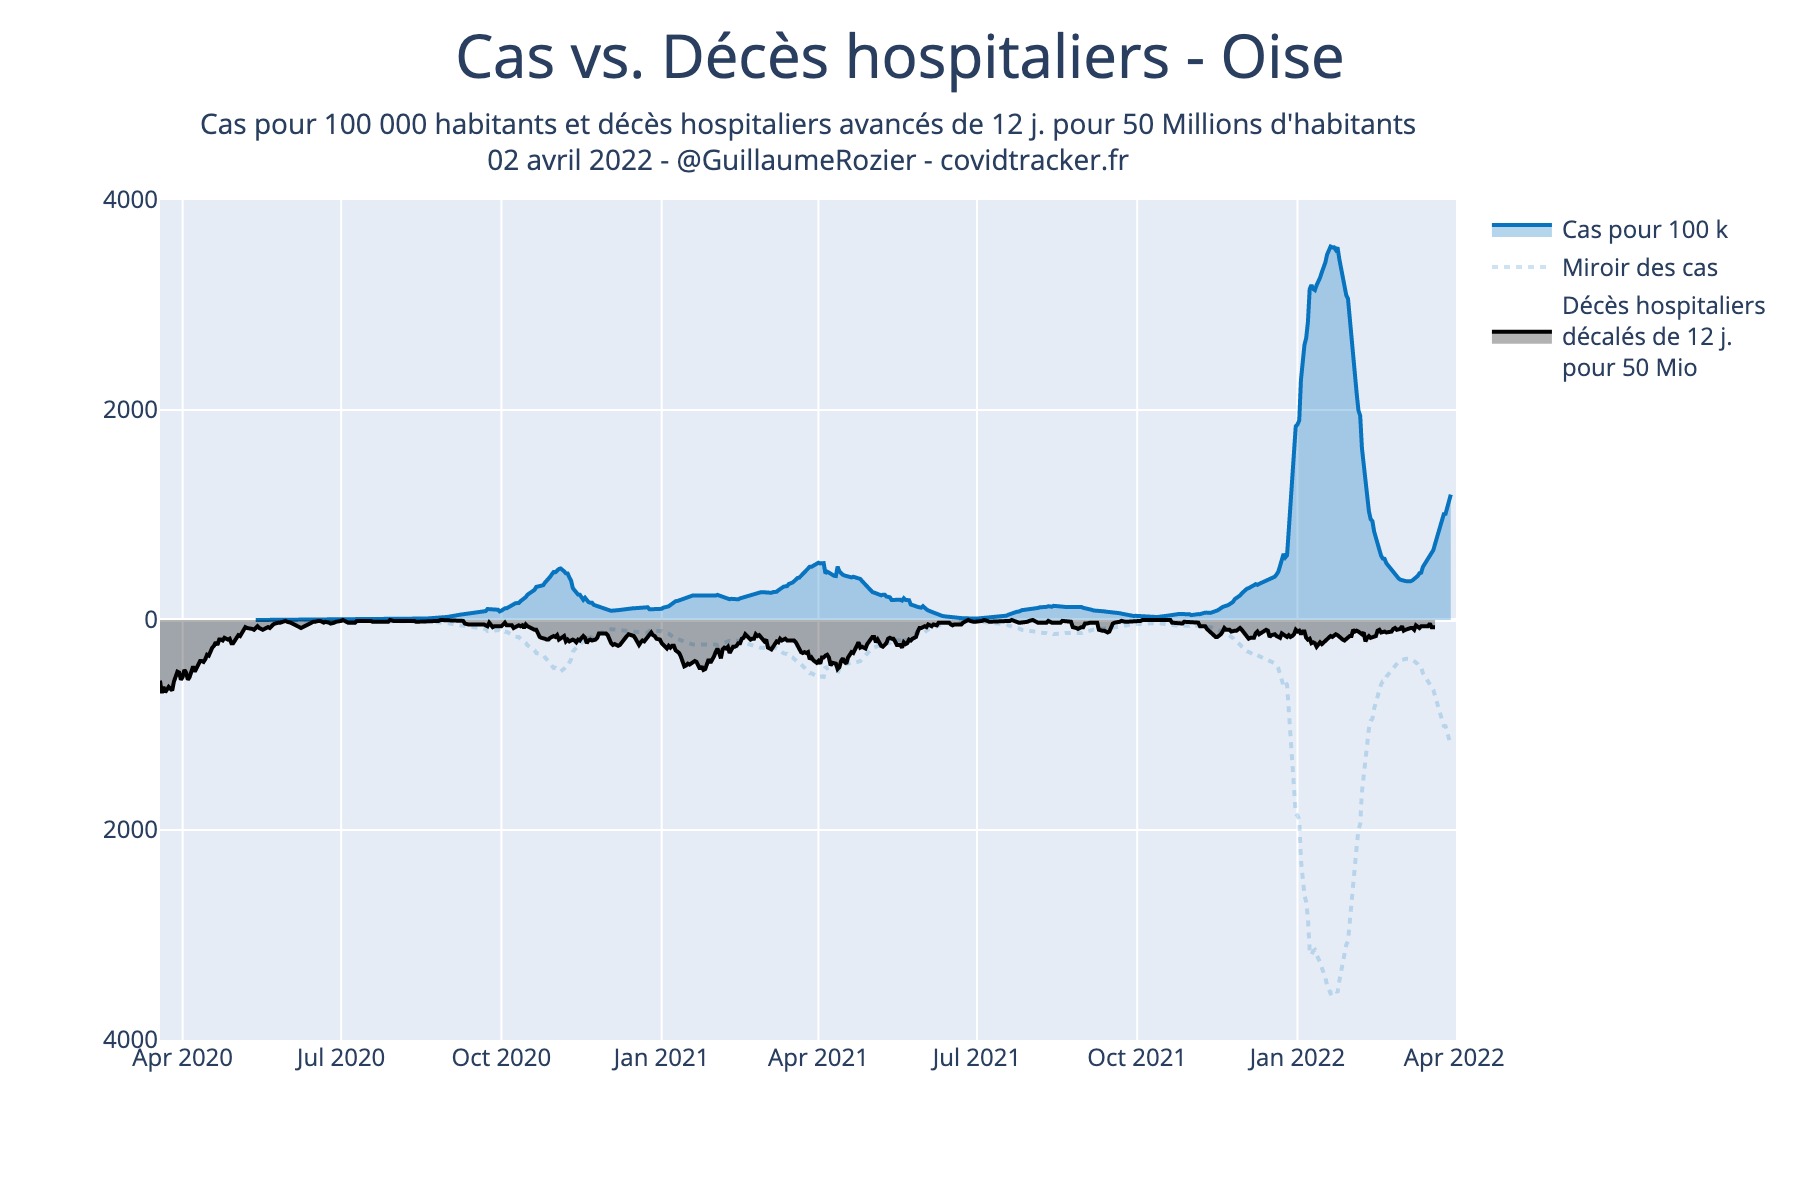 Cas vs. Décès hospitaliers - Oise
Cas pour 100 000 habitants et décès hospitaliers avancés de 12 j. pour 50 Millions d'habitants
02 avril 2022 - @GuillaumeRozier - covidtracker.fr
4000
2000
0
2000
4000
Apr 2020
Jul 2020
Oct 2020
Jan 2021
Apr 2021
Jul 2021
Oct 2021
Jan 2022
Apr 2022
Cas pour 100 k
Miroir des cas
Décès hospitaliers
décalés de 12 j.
pour 50 Mio